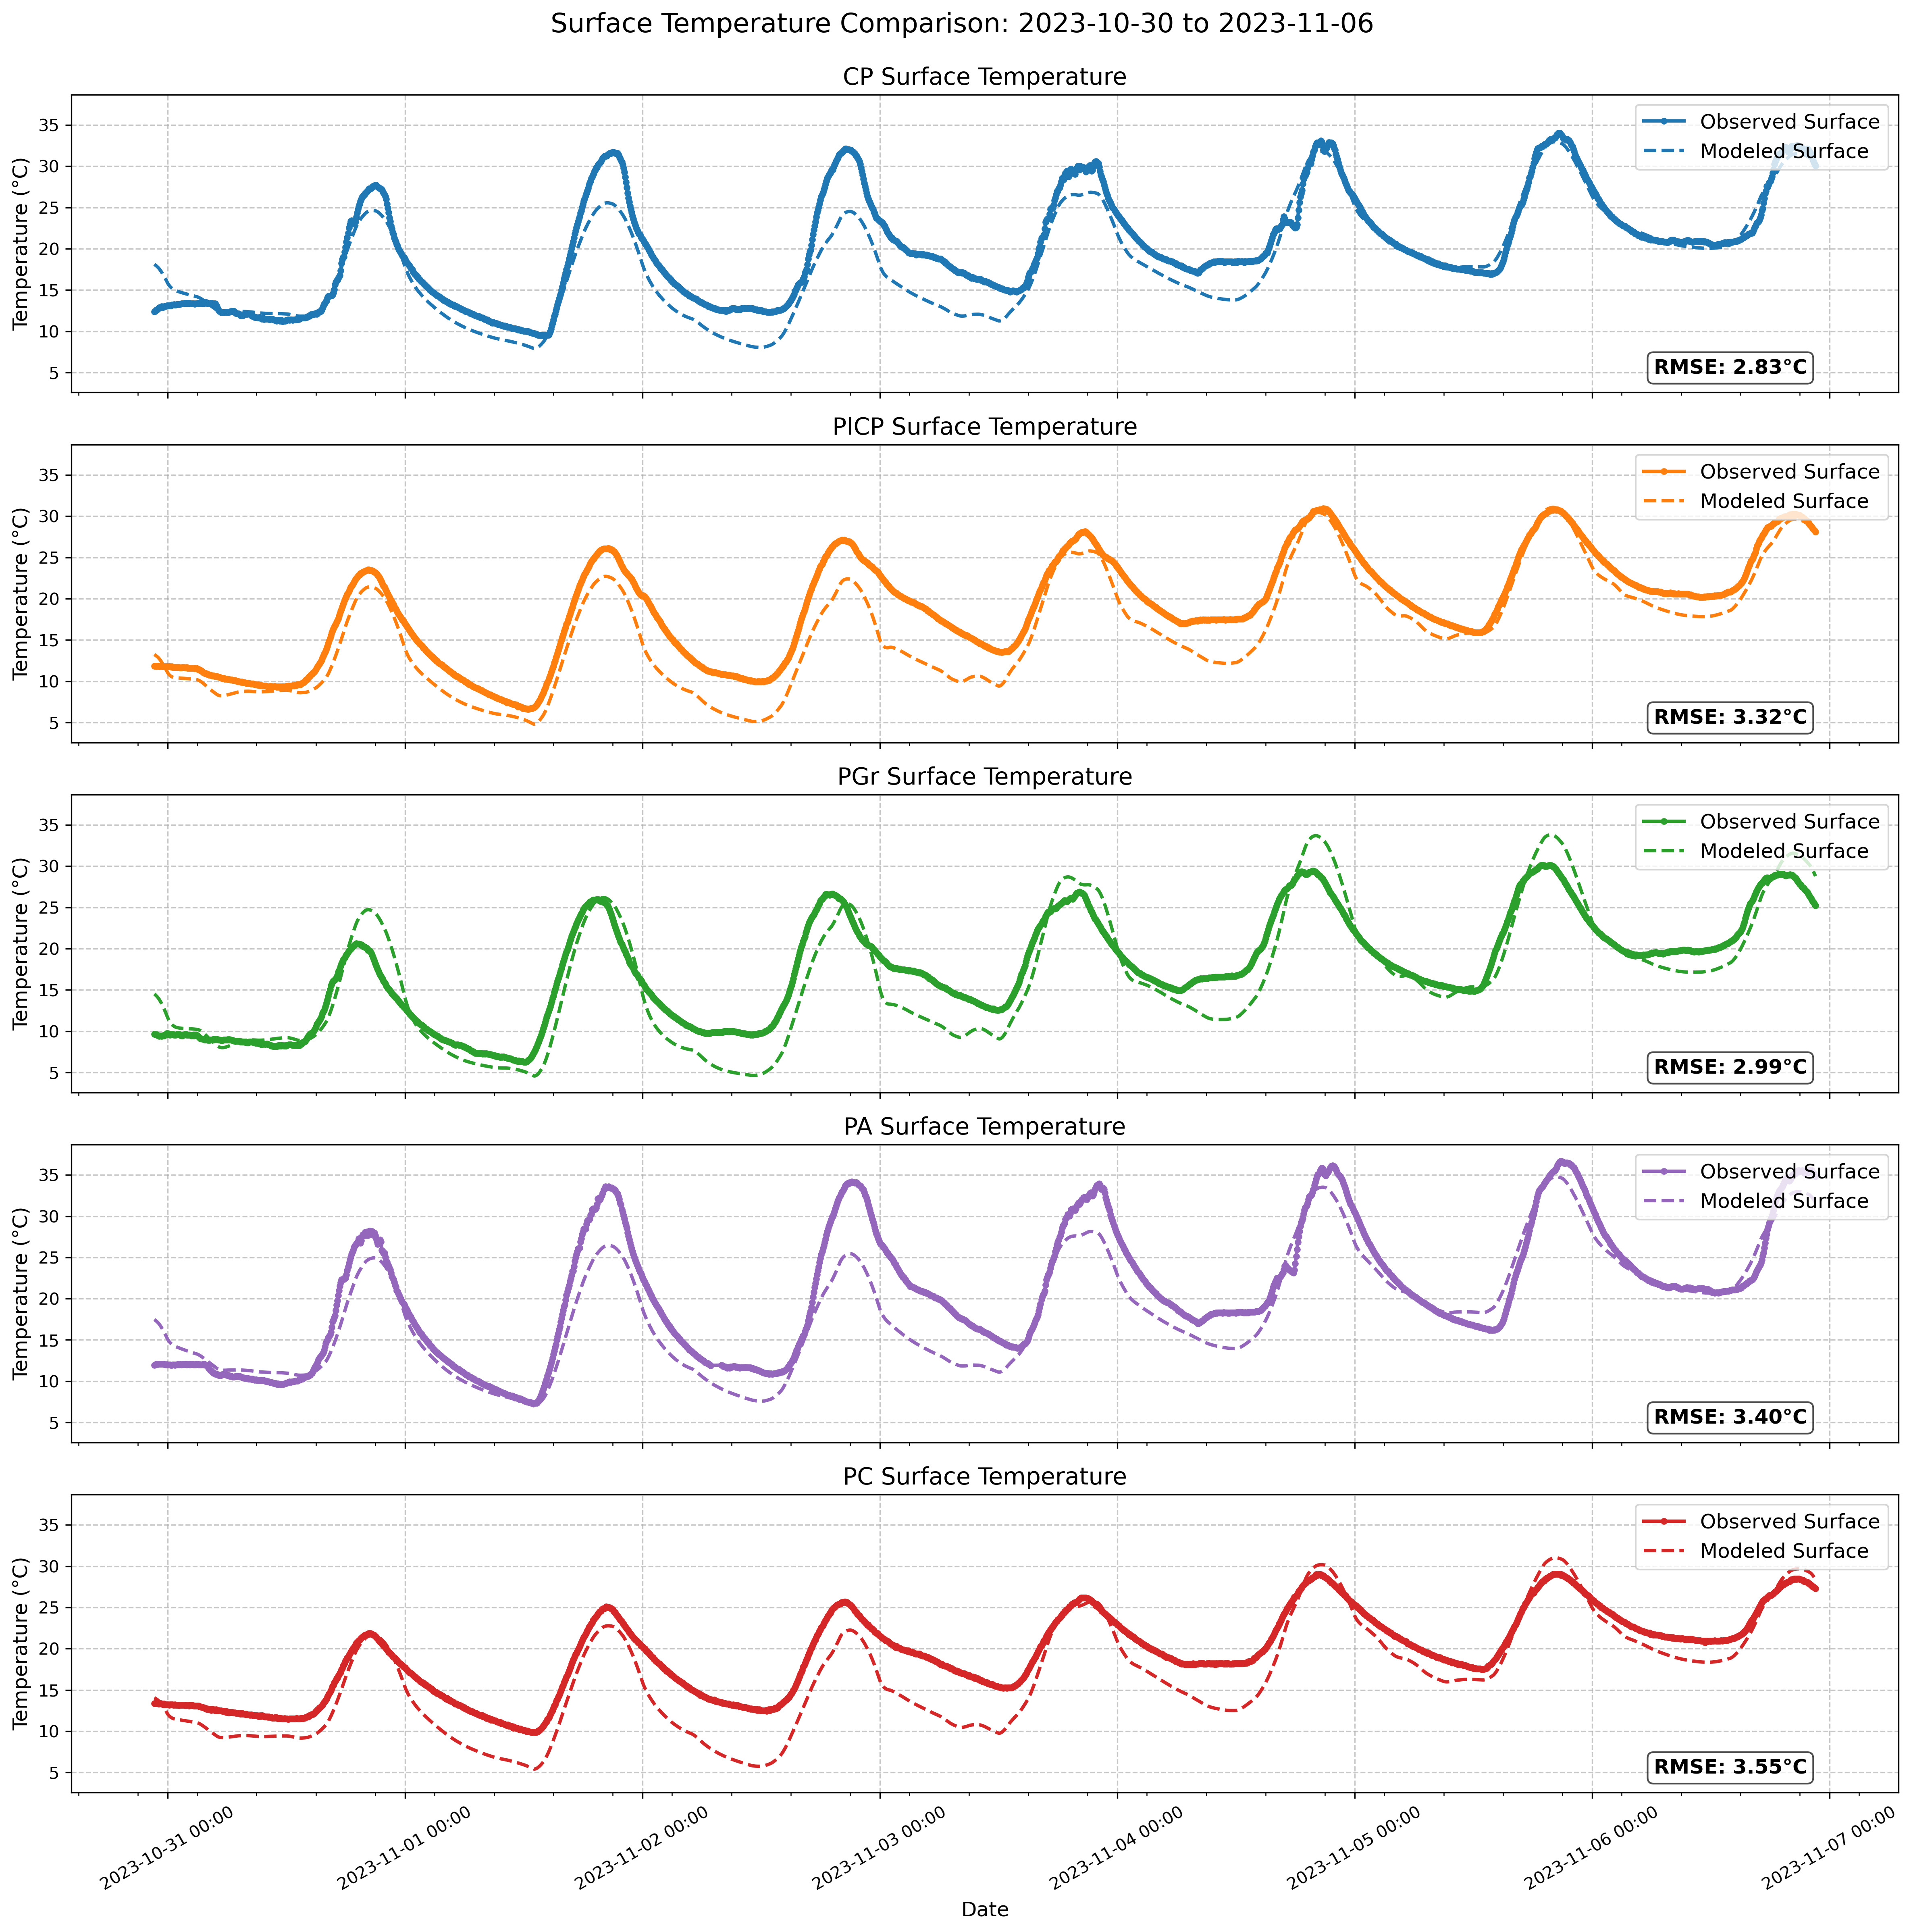 Surface Temperature Comparison: 2023-10-30 to 2023-11-06
CP Surface Temperature
Temperature (°C)
35
30
25
20
15
10
5
Observed Surface
Modeled Surface
RMSE: 2.83°C
PICP Surface Temperature
Temperature (°C)
35
30
25
20
15
10
5
Observed Surface
Modeled Surface
RMSE: 3.32°C
PGr Surface Temperature
Temperature (°C)
35
30
25
20
15
10
5
Observed Surface
Modeled Surface
RMSE: 2.99°C
PA Surface Temperature
Temperature (°C)
35
30
25
20
15
10
5
Observed Surface
Modeled Surface
RMSE: 3.40°C
PC Surface Temperature
Temperature (°C)
35
30
25
20
15
10
5
Observed Surface
Modeled Surface
RMSE: 3.55°C
2023-10-31 00:00
2023-11-01 00:00
2023-11-02 00:00
2023-11-03 00:00
2023-11-04 00:00
2023-11-05 00:00
2023-11-06 00:00
2023-11-07 00:00
Date